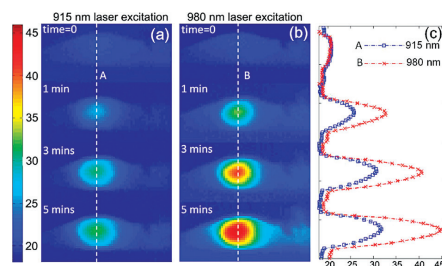 915 nm laser excitation
980 nm laser excitation
45
40
35
30
25
20
time=0
(a)
A
1 min
3 mins
5 mins
time=0
(b)
B
1 min
3 mins
5 mins
(c)
A 915 nm
B 980 nm
20 25 30 35 40 45